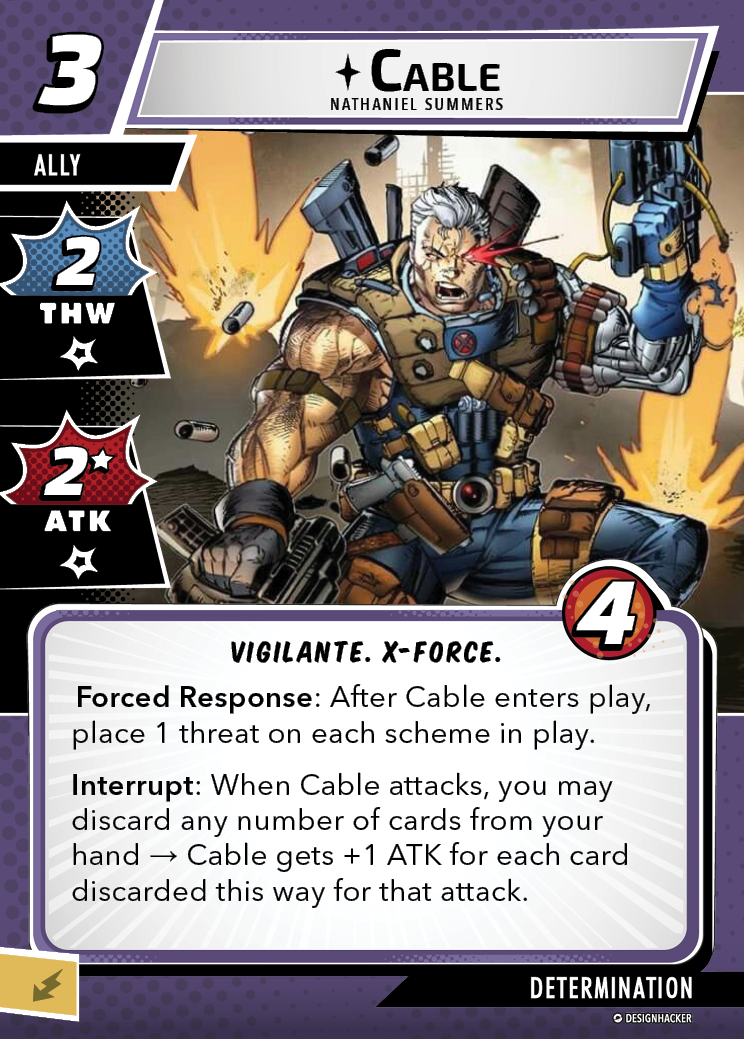 3
CABLE
NATHANIEL SUMMERS
ALLY
2
THW
2
ATK
4
VIGILANTE. X-FORCE.
Forced Response: After Cable enters play,
place 1 threat on each scheme in play.
Interrupt: When Cable attacks, you may
discard any number of cards from your
hand → Cable gets +1 ATK for each card
discarded this way for that attack.
DETERMINATION
DESIGNHACKER